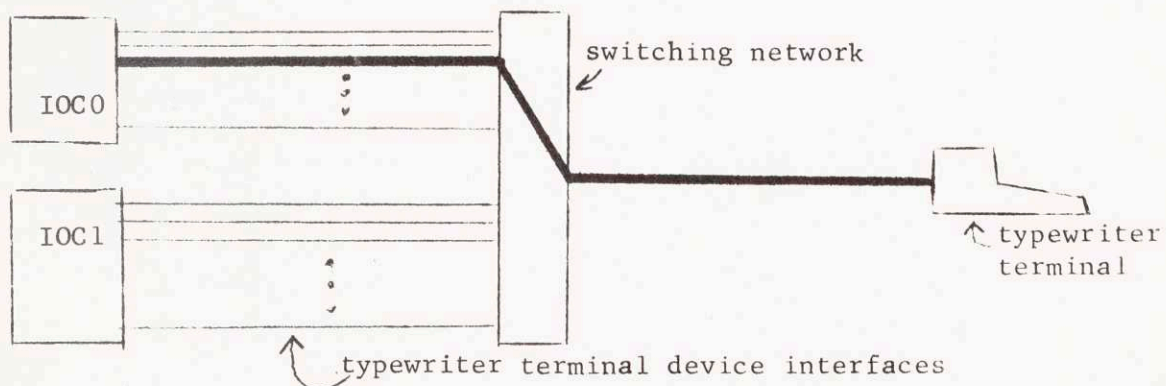 switching network
IOC0
IOC1
typewriter
terminal
typewriter terminal device interfaces